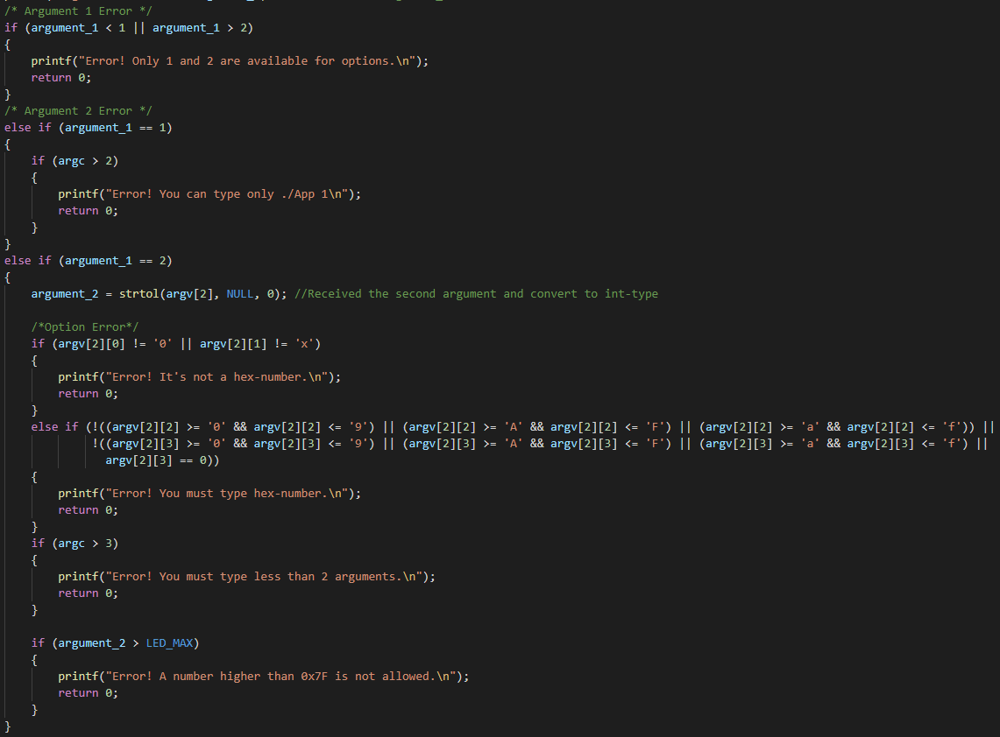 /* Argument 1 Error */
if (argument_1 < 1 || argument_1 > 2)
{
    printf("Error! Only 1 and 2 are available for options.\n");
    return 0;
}
/* Argument 2 Error */
else if (argument_1 == 1)
{
    if (argc > 2)
    {
        printf("Error! You can type only ./App 1\n");
        return 0;
    }
}
else if (argument_1 == 2)
{
    argument_2 = strtol(argv[2], NULL, 0); //Received the second argument and convert to int-type

    /*Option Error*/
    if (argv[2][0] != '0' || argv[2][1] != 'x')
    {
        printf("Error! It's not a hex-number.\n");
        return 0;
    }
    else if (!((argv[2][2] >= '0' && argv[2][2] <= '9') || (argv[2][2] >= 'A' && argv[2][2] <= 'F') || (argv[2][2] >= 'a' && argv[2][2] <= 'f')) ||
             !((argv[2][3] >= '0' && argv[2][3] <= '9') || (argv[2][3] >= 'A' && argv[2][3] <= 'F') || (argv[2][3] >= 'a' && argv[2][3] <= 'f') ||
               argv[2][3] == 0))
    {
        printf("Error! You must type hex-number.\n");
        return 0;
    }
    if (argc > 3)
    {
        printf("Error! You must type less than 2 arguments.\n");
        return 0;
    }

    if (argument_2 > LED_MAX)
    {
        printf("Error! A number higher than 0x7F is not allowed.\n");
        return 0;
    }
}